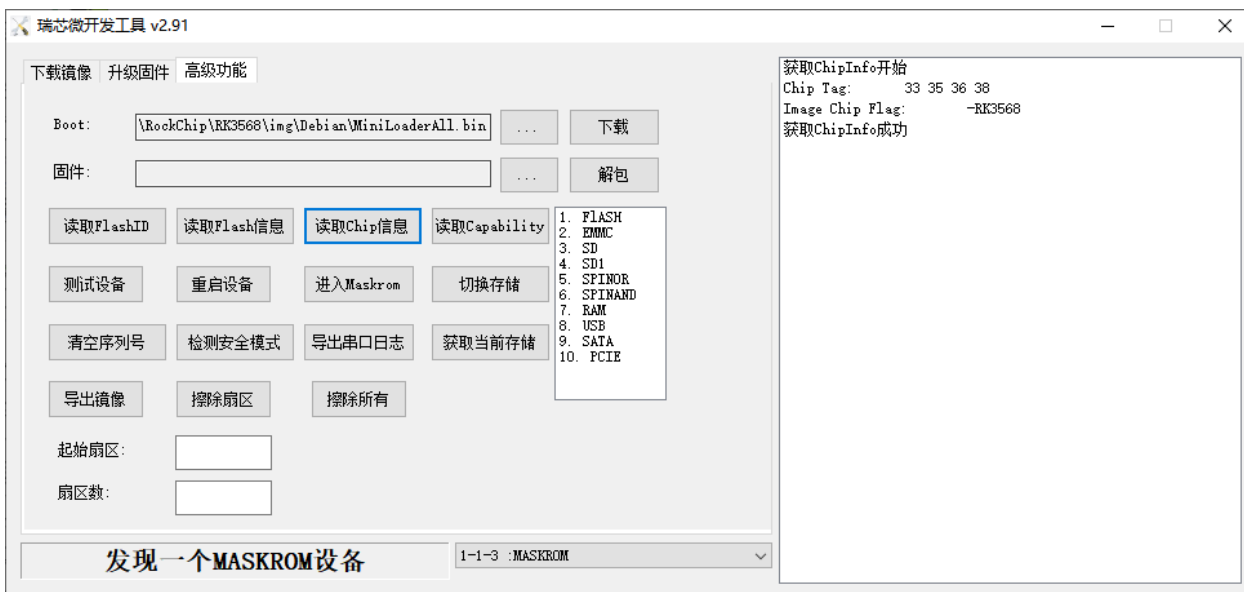 瑞芯微开发工具 v2.91
下载镜像 升级固件 高级功能
Boot: \RockChip\RK3568\img\Debian\MiniLoaderAll.bin ... 下载
固件: ... 解包
读取FlashID 读取Flash信息 读取Chip信息 读取Capability
测试设备 重启设备 进入Maskrom 切换存储
清空序列号 检测安全模式 导出串口日志 获取当前存储
导出镜像 擦除扇区 擦除所有
1. FlASH
2. EMMC
3. SD
4. SD1
5. SPINOR
6. SPINAND
7. RAM
8. USB
9. SATA
10. PCIE
起始扇区:
扇区数:
发现一个MASKROM设备 1-1-3 :MASKROM
获取ChipInfo开始
Chip Tag: 33 35 36 38
Image Chip Flag: -RK3568
获取ChipInfo成功